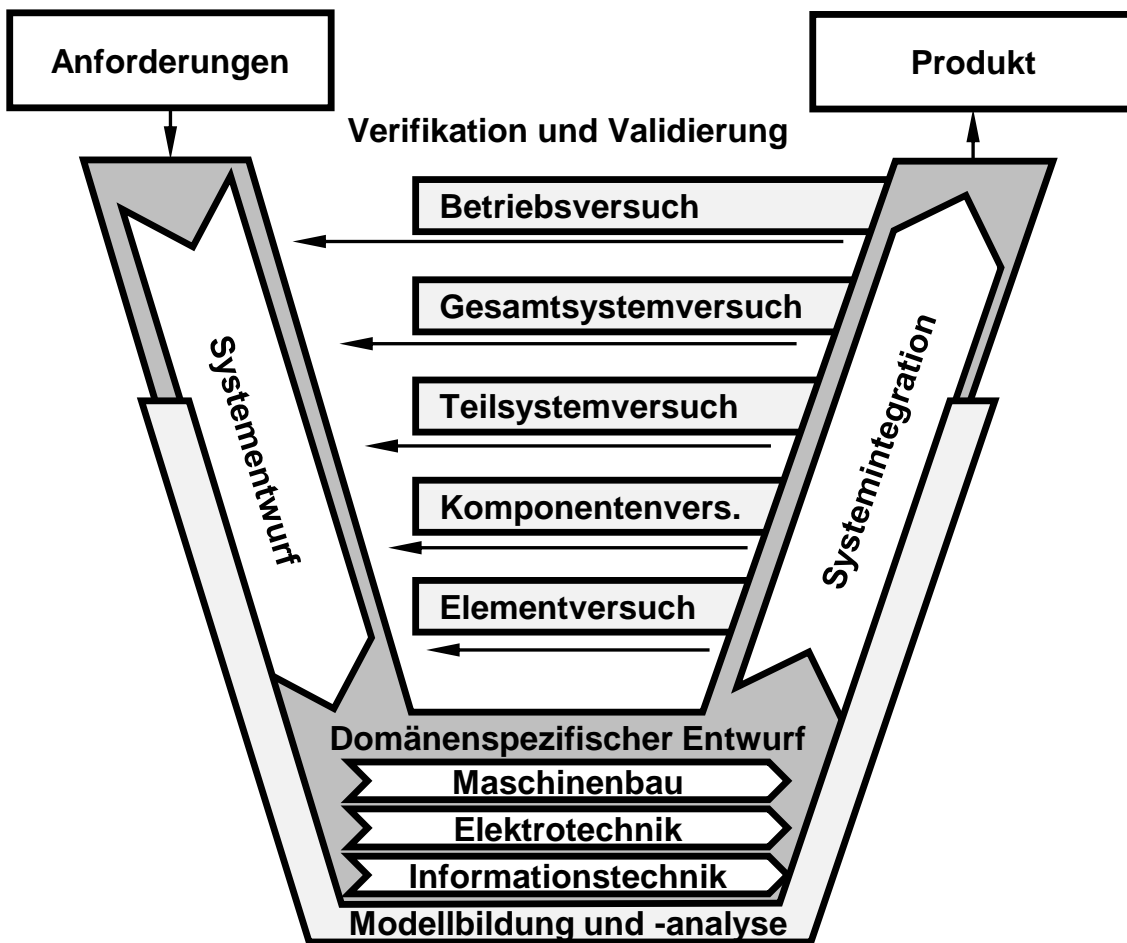 Anforderungen
Produkt
Verifikation und Validierung
Betriebsversuch
Gesamtsystemversuch
Teilsystemversuch
Komponentenvers.
Elementversuch
Systementwurf
Systemintegration
Domänenspezifischer Entwurf
Maschinenbau
Elektrotechnik
Informationstechnik
Modellbildung und -analyse